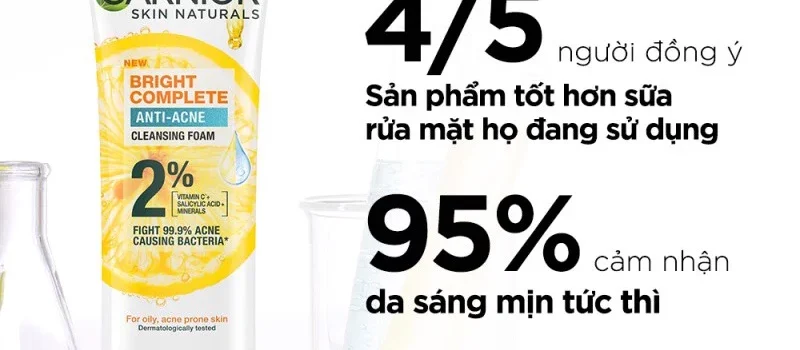 GARNIER
SKIN NATURALS
NEW
BRIGHT
COMPLETE
ANTI-ACNE
CLEANSING FOAM
2%
[VITAMIN C*+
SALICYLIC ACID+
MINERALS]
FIGHT 99.9% ACNE
CAUSING BACTERIA*
For oily, acne prone skin
Dermatologically tested
4/5 người đồng ý
Sản phẩm tốt hơn sữa
rửa mặt họ đang sử dụng
95% cảm nhận
da sáng mịn tức thì